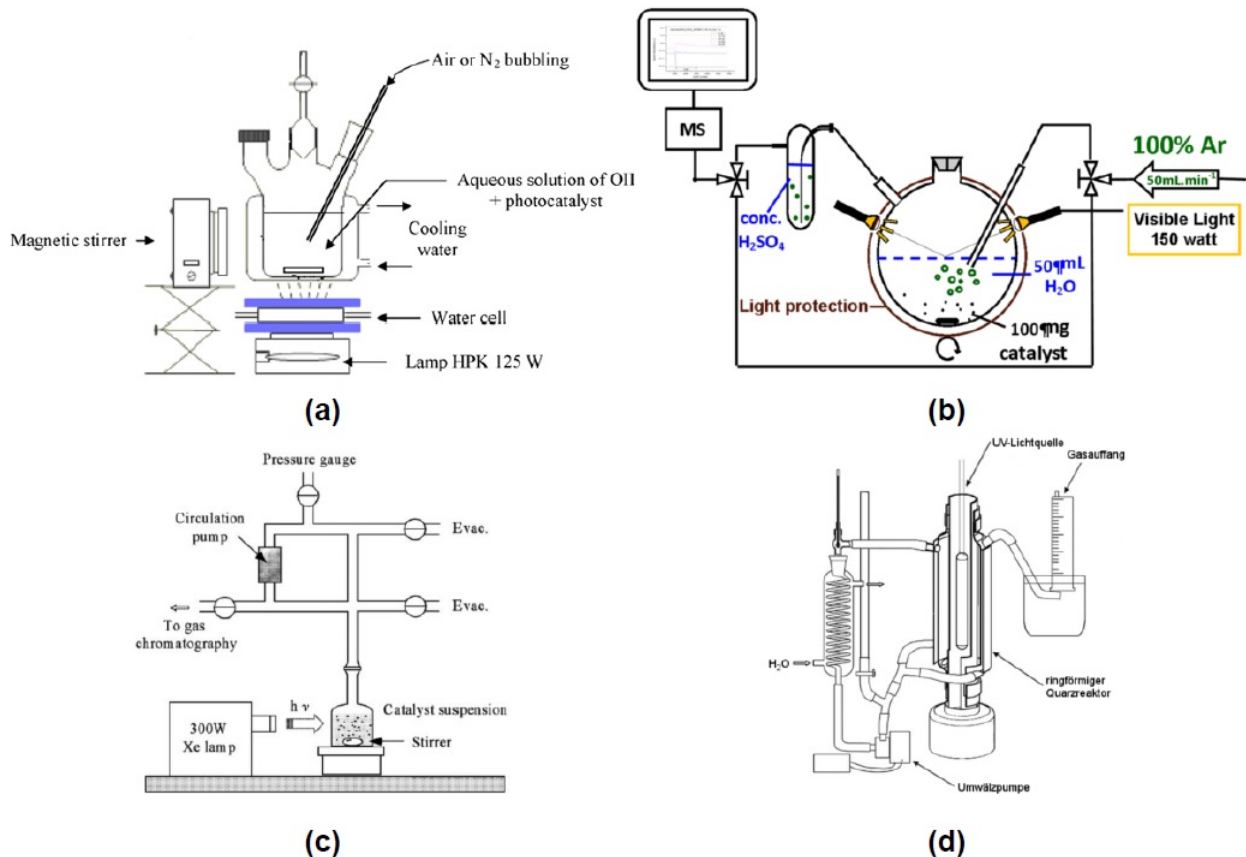 Air or N₂ bubbling
Aqueous solution of OII
+ photocatalyst
Magnetic stirrer
Cooling
water
Water cell
Lamp HPK 125 W
(a)
MS
100% Ar
50mL.min⁻¹
conc.
H₂SO₄
Visible Light
150 watt
50¶mL
H₂O
Light protection
100¶mg
catalyst
(b)
Pressure gauge
Circulation
pump
Evac.
Evac.
To gas
chromatography
h ν
Catalyst suspension
300W
Xe lamp
Stirrer
(c)
UV-Lichtquelle
Gasauffang
H₂O
ringförmiger
Quarzreaktor
Umwälzpumpe
(d)